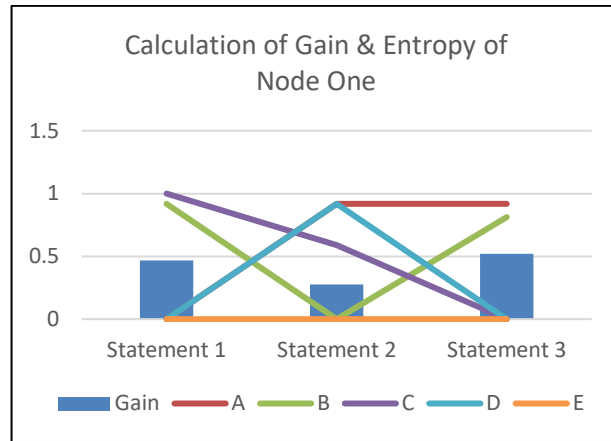 Calculation of Gain & Entropy of
Node One
1.5
1
0.5
0
Statement 1 Statement 2 Statement 3
Gain A B C D E